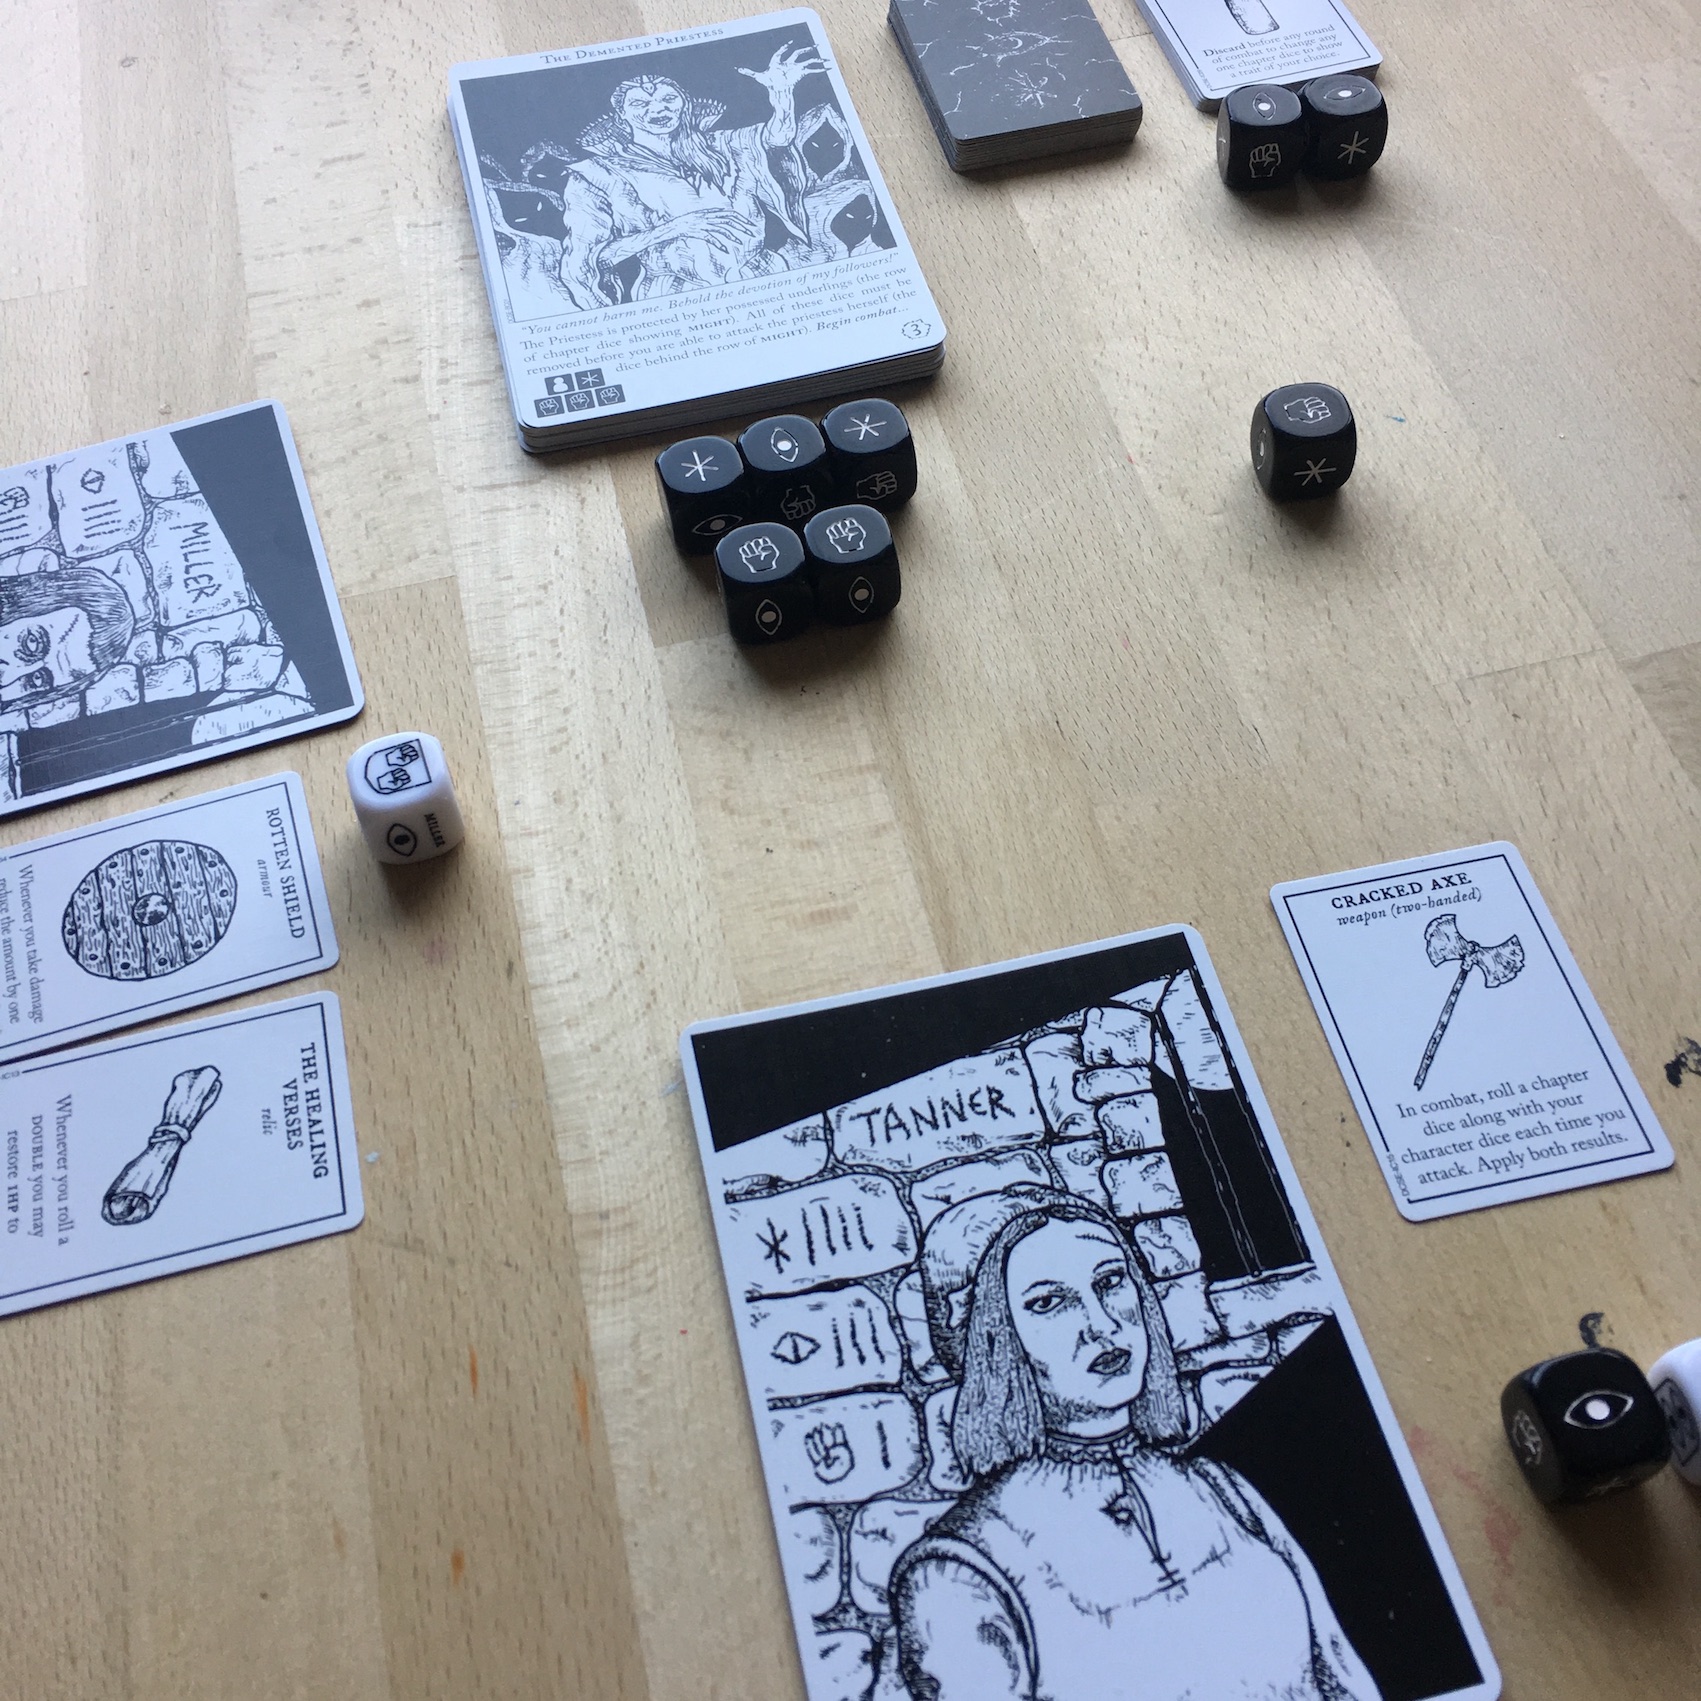 THE DEMENTED PRIESTESS
"You cannot harm me. Behold the devotion of my followers!"
The Priestess is protected by her possessed underlings (the row
of chapter dice showing MIGHT). All of these dice must be
removed before you are able to attack the priestess herself (the
dice behind the row of MIGHT). Begin combat...
3
Discard before any round
of combat to change any
one chapter dice to show
a trait of your choice.
MILLER
MILLER
ROTTEN SHIELD
armour
Whenever you take damage
reduce the amount by one
THE HEALING
VERSES
relic
Whenever you roll a
DOUBLE you may
restore 1HP to
TANNER
CRACKED AXE
weapon (two-handed)
In combat, roll a chapter
dice along with your
character dice each time you
attack. Apply both results.